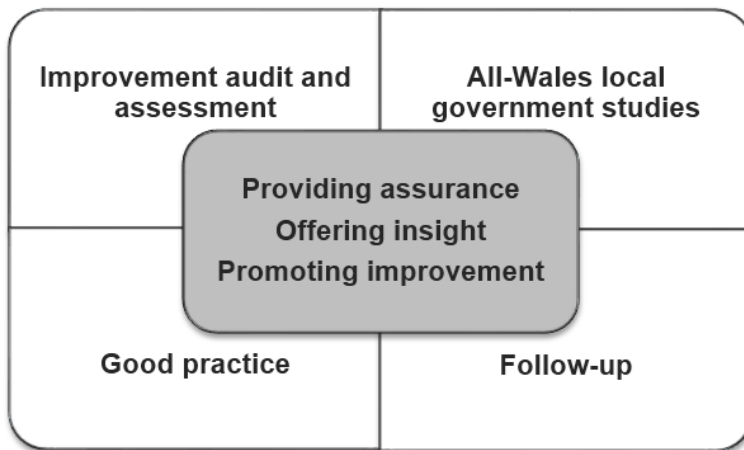 Improvement audit and
assessment
All-Wales local
government studies
Providing assurance
Offering insight
Promoting improvement
Good practice
Follow-up